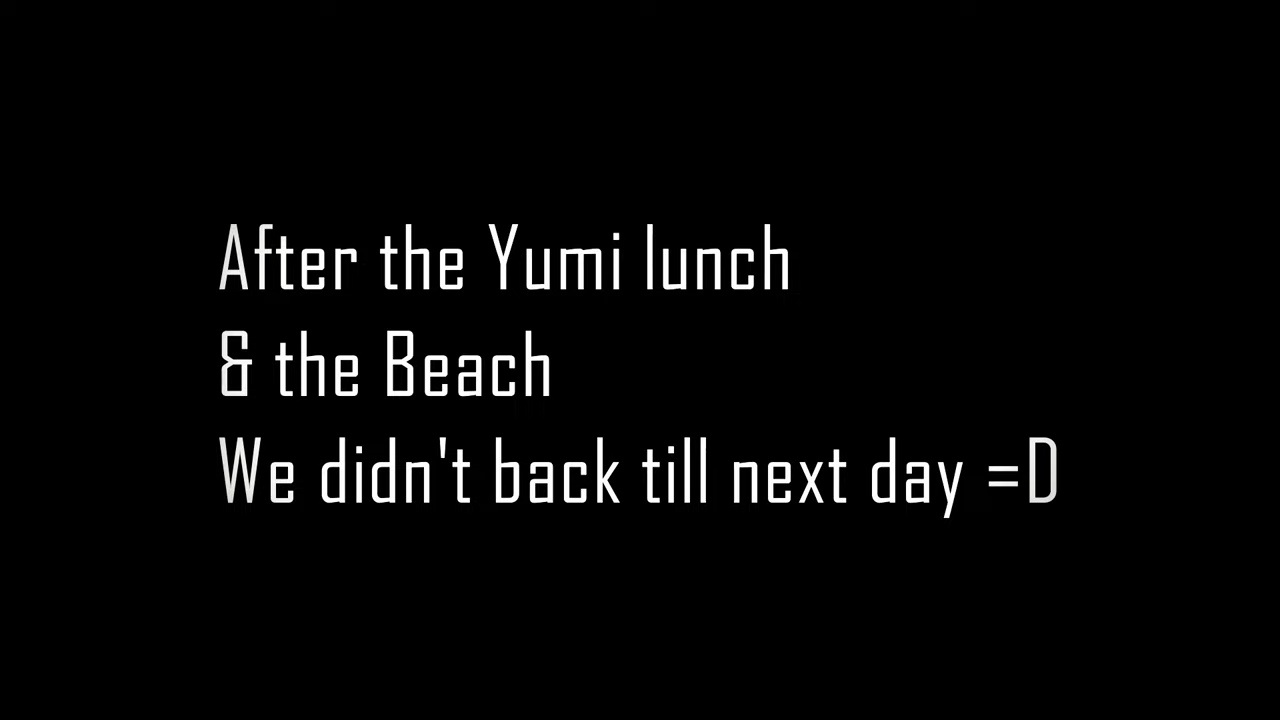 After the Yumi lunch
& the Beach
We didn't back till next day =D